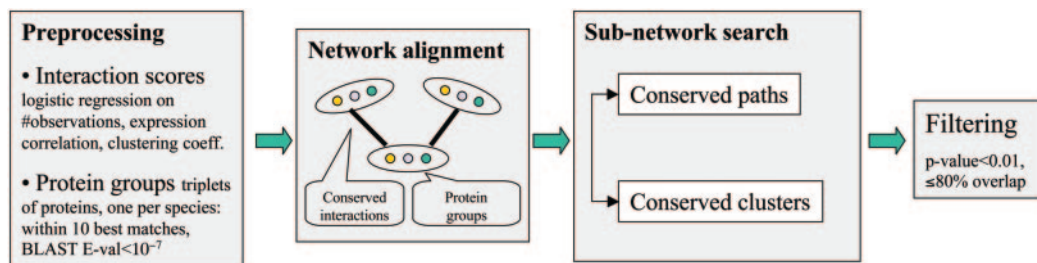 Preprocessing
• Interaction scores
logistic regression on
#observations, expression
correlation, clustering coeff.
• Protein groups triplets
of proteins, one per species:
within 10 best matches,
BLAST E-val<10⁻⁷
Network alignment
Conserved
interactions
Protein
groups
Sub-network search
Conserved paths
Conserved clusters
Filtering
p-value<0.01,
≤80% overlap